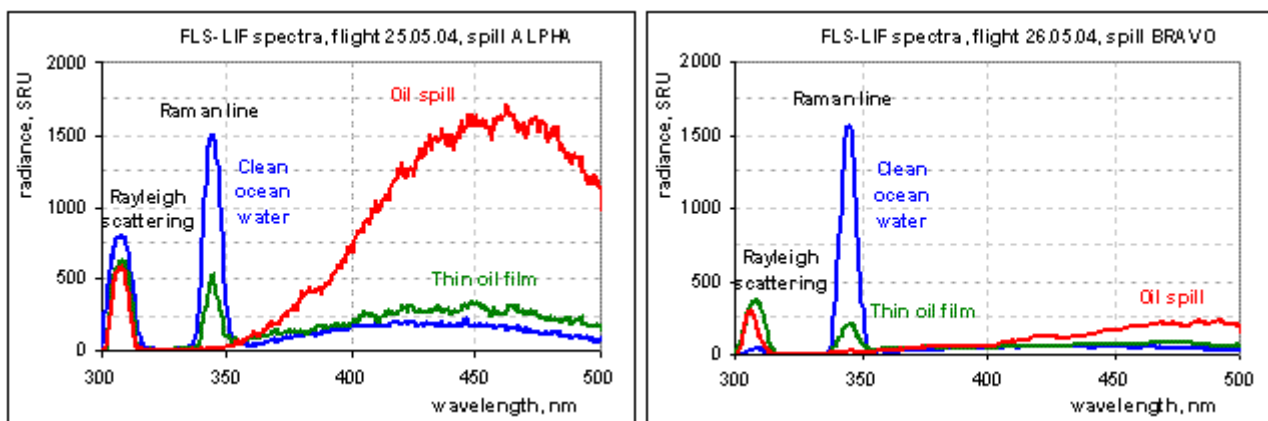 FLS-LIF spectra, flight 25.05.04, spill ALPHA
radiance, SRU
2000
1500
1000
500
0
300
350
400
450
500
wavelength, nm
Rayleigh
scattering
Raman line
Clean
ocean
water
Oil spill
Thin oil film
FLS-LIF spectra, flight 26.05.04, spill BRAVO
radiance, SRU
2000
1500
1000
500
0
300
350
400
450
500
wavelength, nm
Raman line
Clean
ocean
water
Rayleigh
scattering
Thin oil film
Oil spill